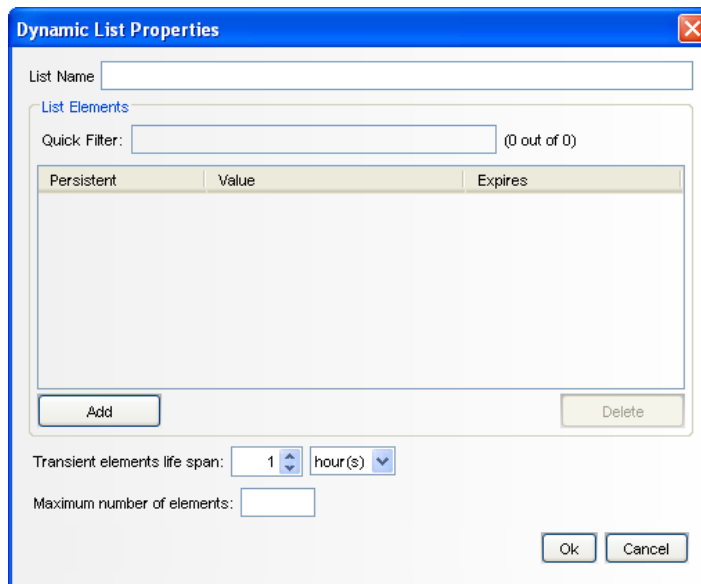 Dynamic List Properties
List Name
List Elements
Quick Filter: (0 out of 0)
Persistent Value Expires
Add Delete
Transient elements life span: 1 hour(s)
Maximum number of elements:
Ok Cancel